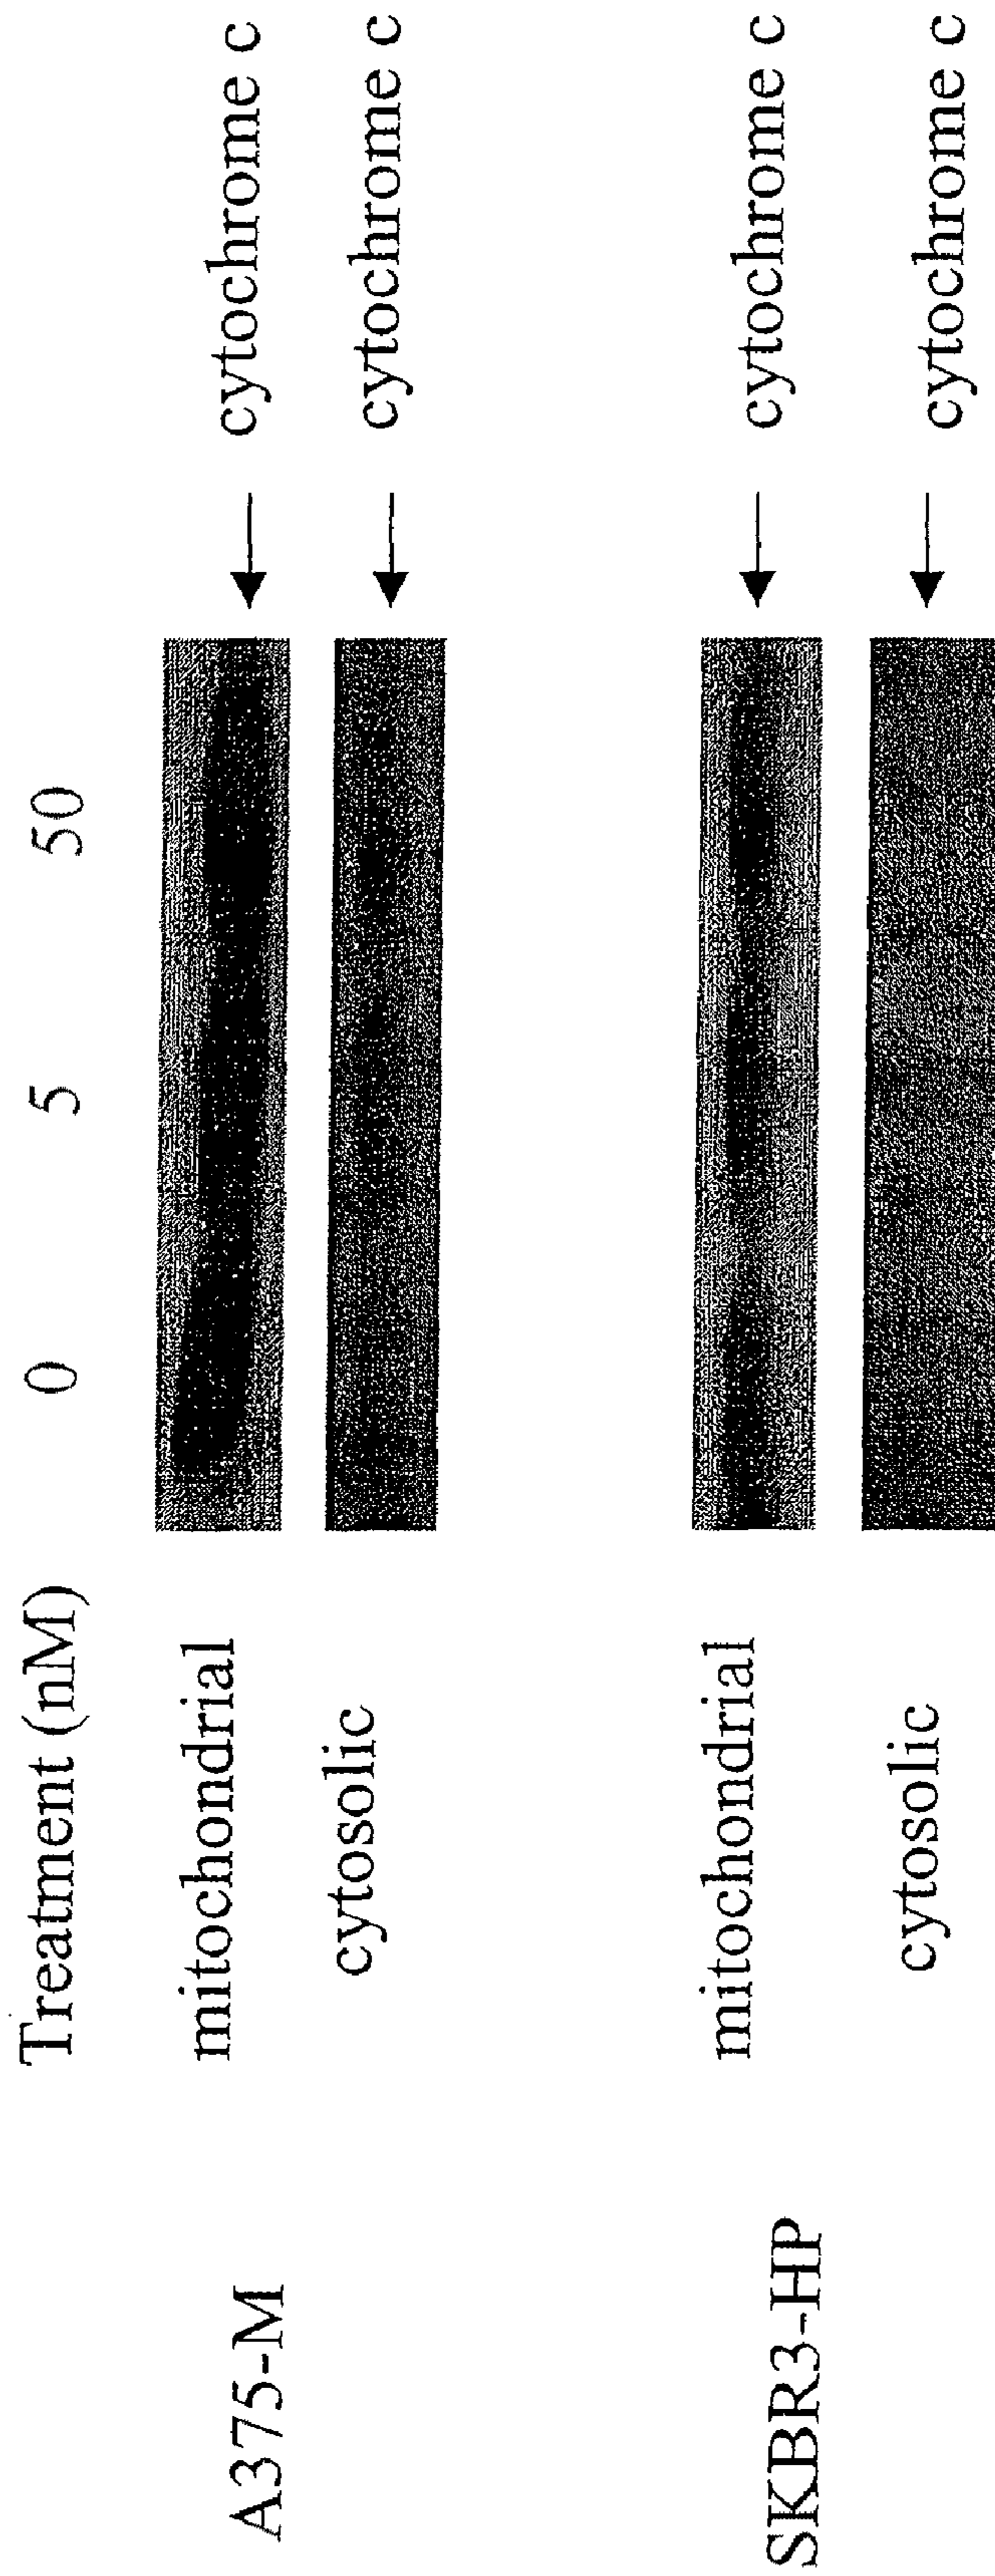 Treatment (nM) 0 5 50
A375-M
mitochondrial cytochrome c
cytosolic cytochrome c
SKBR3-HP
mitochondrial cytochrome c
cytosolic cytochrome c